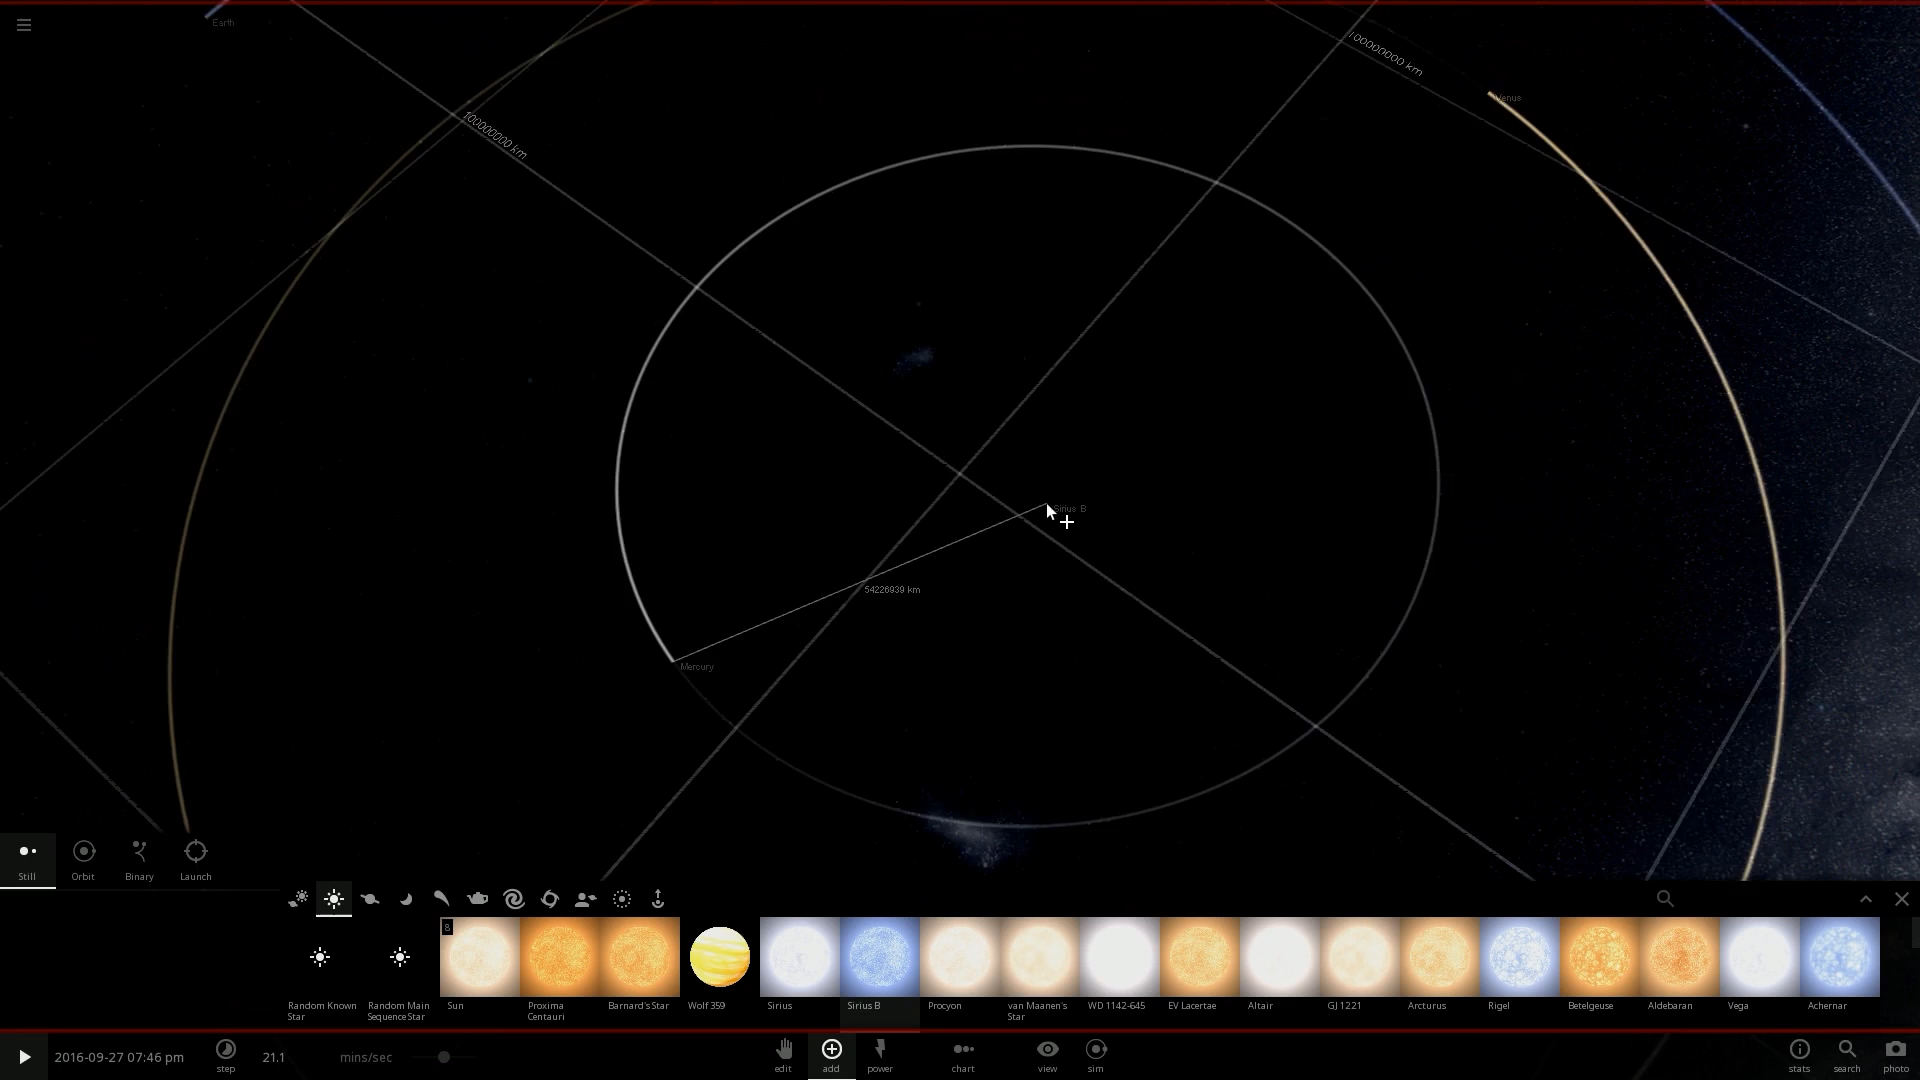 Earth
100000000 km
Venus
100000000 km
Sirius B
54226939 km
Mercury
Still
Orbit
Binary
Launch
8
Random Known
Star
Random Main
Sequence Star
Sun
Proxima
Centauri
Barnard's Star
Wolf 359
Sirius
Sirius B
Procyon
van Maanen's
Star
WD 1142-645
EV Lacertae
Altair
GJ 1221
Arcturus
Rigel
Betelgeuse
Aldebaran
Vega
Achernar
2016-09-27 07:46 pm
step
21.1
mins/sec
edit
add
power
chart
view
sim
stats
search
photo